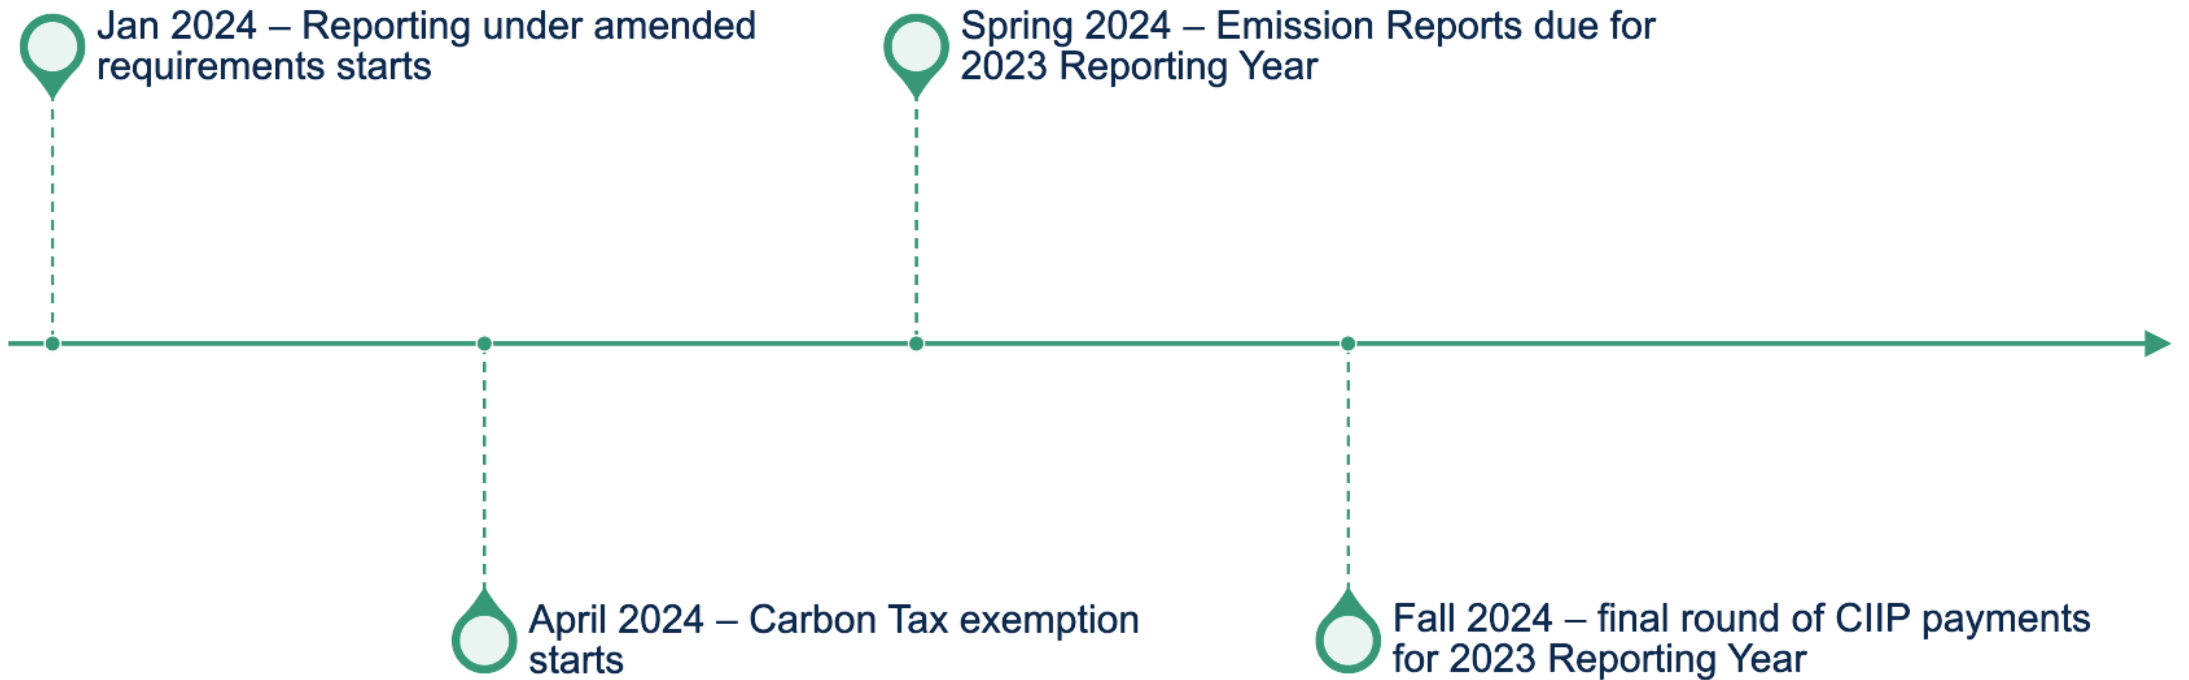 Jan 2024 – Reporting under amended
requirements starts
Spring 2024 – Emission Reports due for
2023 Reporting Year
April 2024 – Carbon Tax exemption
starts
Fall 2024 – final round of CIIP payments
for 2023 Reporting Year